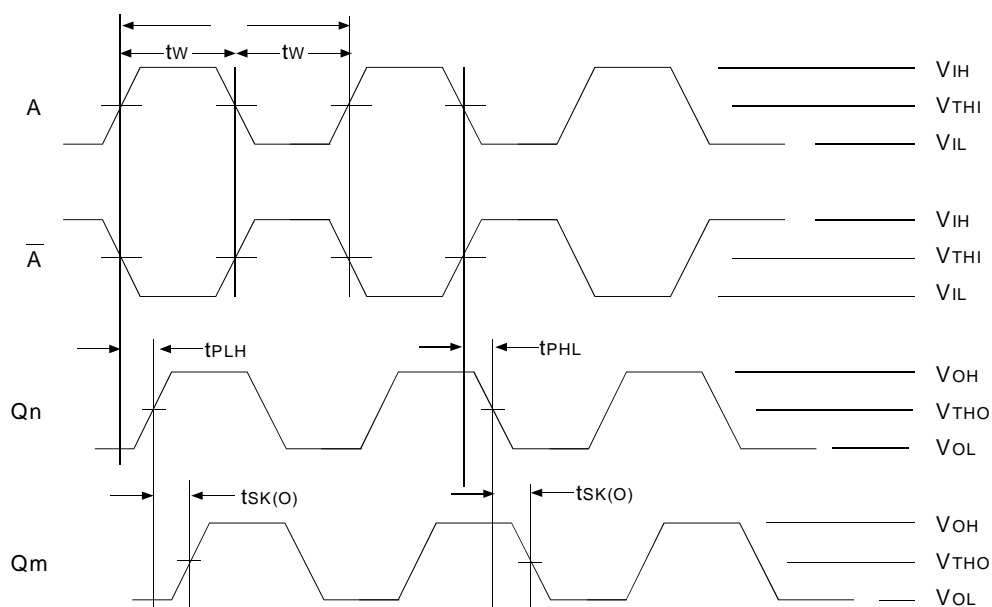 tW tW
VIH
A VTHI
VIL
VIH
A VTHI
VIL
tPLH tPHL
VOH
Qn VTHO
VOL
tSK(O) tSK(O)
VOH
Qm VTHO
VOL